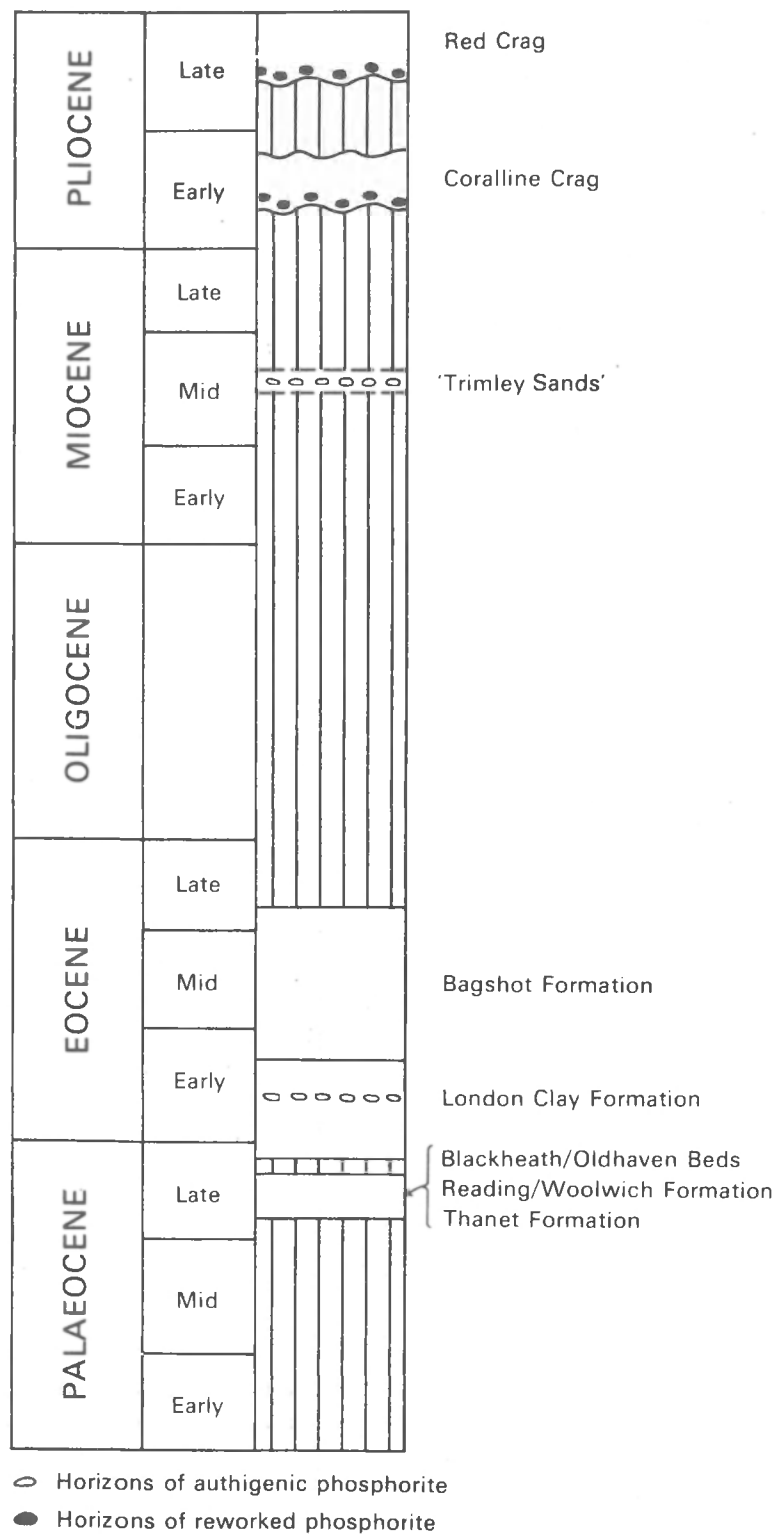 PLIOCENE
Late
Early
Red Crag
Coralline Crag
MIOCENE
Late
Mid
Early
'Trimley Sands'
OLIGOCENE
EOCENE
Late
Mid
Early
Bagshot Formation
London Clay Formation
PALAEOCENE
Late
Mid
Early
Blackheath/Oldhaven Beds
Reading/Woolwich Formation
Thanet Formation
Horizons of authigenic phosphorite
Horizons of reworked phosphorite